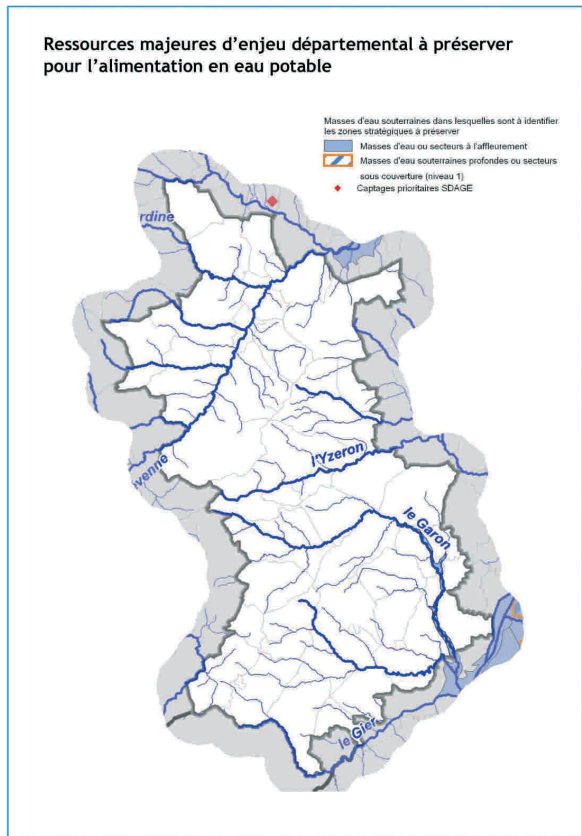 Ressources majeures d'enjeu départemental à préserver
pour l'alimentation en eau potable
Masses d'eau souterraines dans lesquelles sont à identifier
les zones stratégiques à préserver
Masses d'eau ou secteurs à l'affleurement
Masses d'eau souterraines profondes ou secteurs
sous couverture (niveau 1)
Captages prioritaires SDAGE
rdine
l'Yzeron
venne
le Garon
le Gier